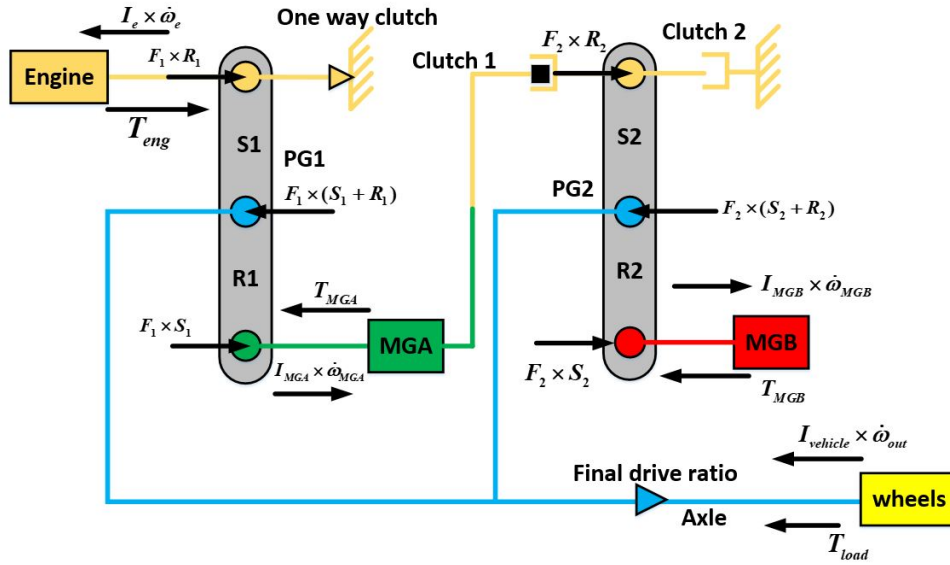 I_e × ω̇_e
One way clutch
Engine
F_1 × R_1
T_eng
Clutch 1
F_2 × R_2
Clutch 2
S1
PG1
F_1 × (S_1 + R_1)
S2
PG2
F_2 × (S_2 + R_2)
R1
R2
T_MGA
I_MGB × ω̇_MGB
F_1 × S_1
MGA
MGB
I_MGA × ω̇_MGA
F_2 × S_2
T_MGB
I_vehicle × ω̇_out
Final drive ratio
wheels
Axle
T_load